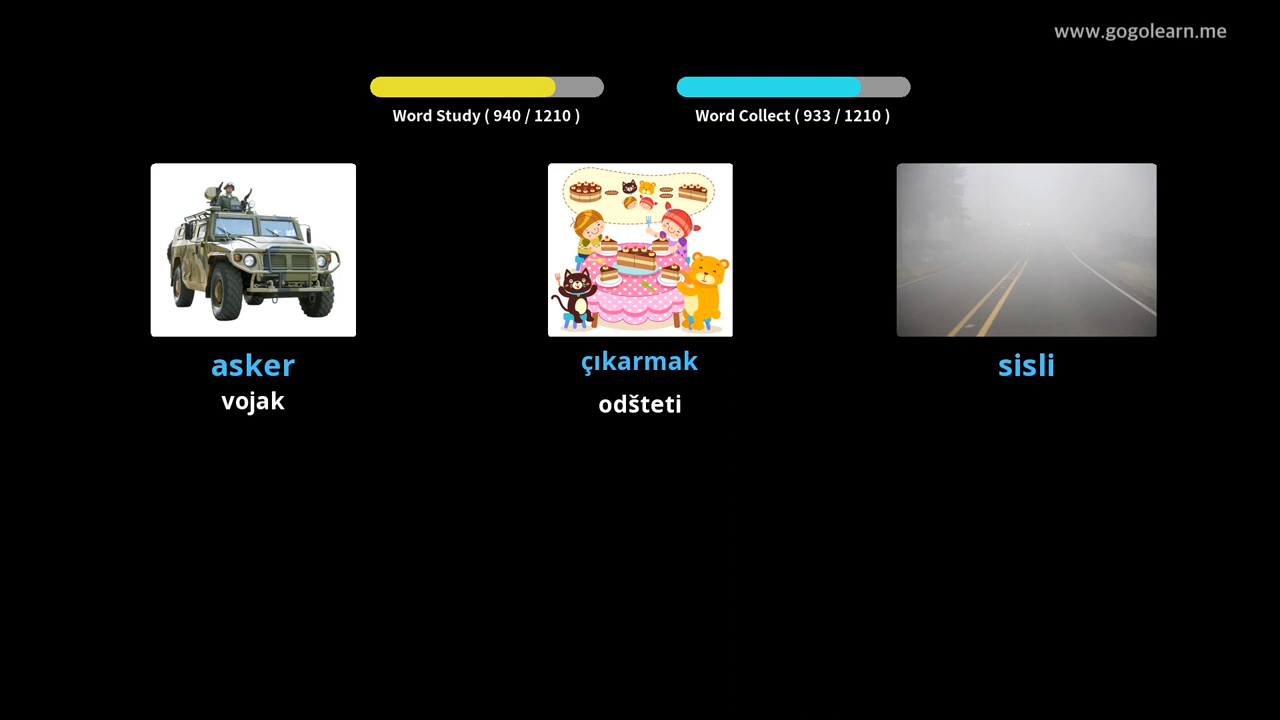 www.gogolearn.me
Word Study ( 940 / 1210 )
Word Collect ( 933 / 1210 )
asker
vojak
çıkarmak
odšteti
sisli